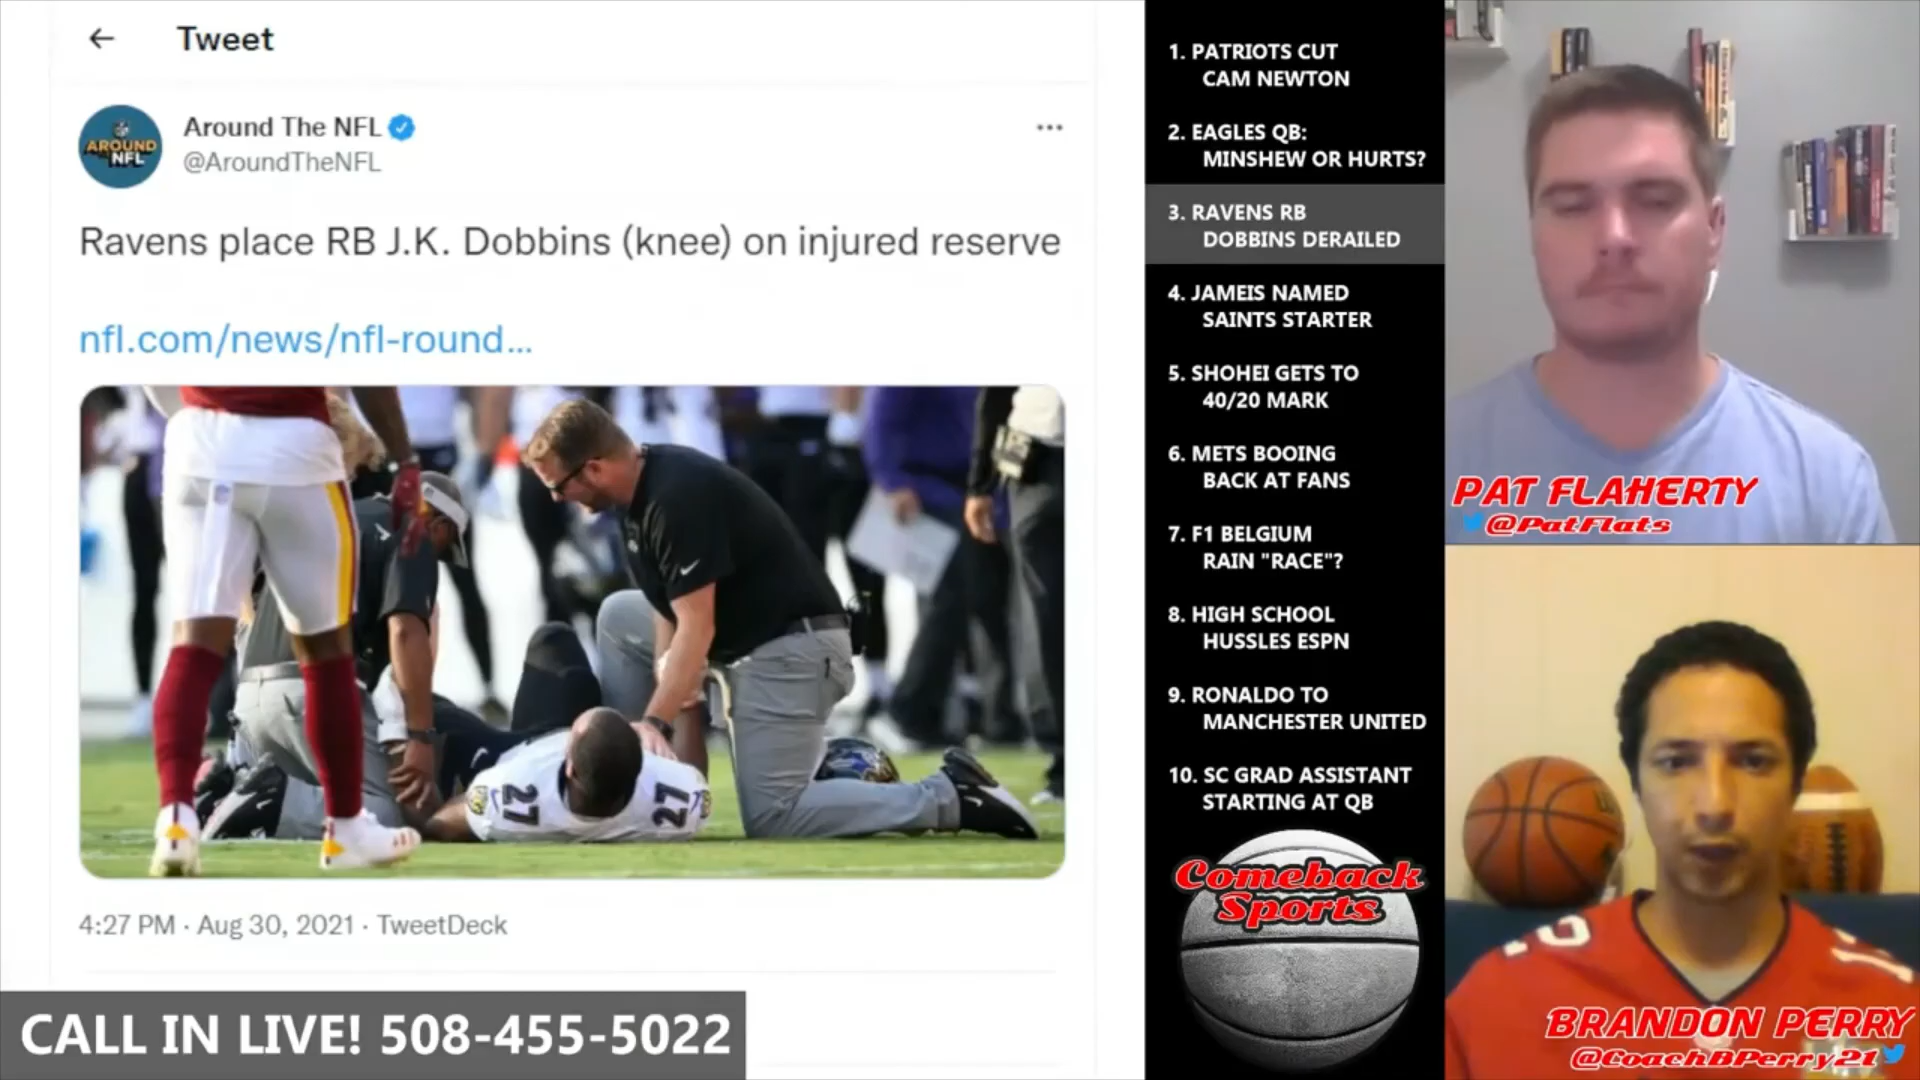 Tweet
AROUND
NFL
Around The NFL
@AroundTheNFL
Ravens place RB J.K. Dobbins (knee) on injured reserve
nfl.com/news/nfl-round...
27
27
4:27 PM · Aug 30, 2021 · TweetDeck
CALL IN LIVE! 508-455-5022
1. PATRIOTS CUT
CAM NEWTON
2. EAGLES QB:
MINSHEW OR HURTS?
3. RAVENS RB
DOBBINS DERAILED
4. JAMEIS NAMED
SAINTS STARTER
5. SHOHEI GETS TO
40/20 MARK
6. METS BOOING
BACK AT FANS
7. F1 BELGIUM
RAIN "RACE"?
8. HIGH SCHOOL
HUSSLES ESPN
9. RONALDO TO
MANCHESTER UNITED
10. SC GRAD ASSISTANT
STARTING AT QB
Comeback
Sports
PAT FLAHERTY
@PatFlats
12
12
BRANDON PERRY
@CoachBPerry21